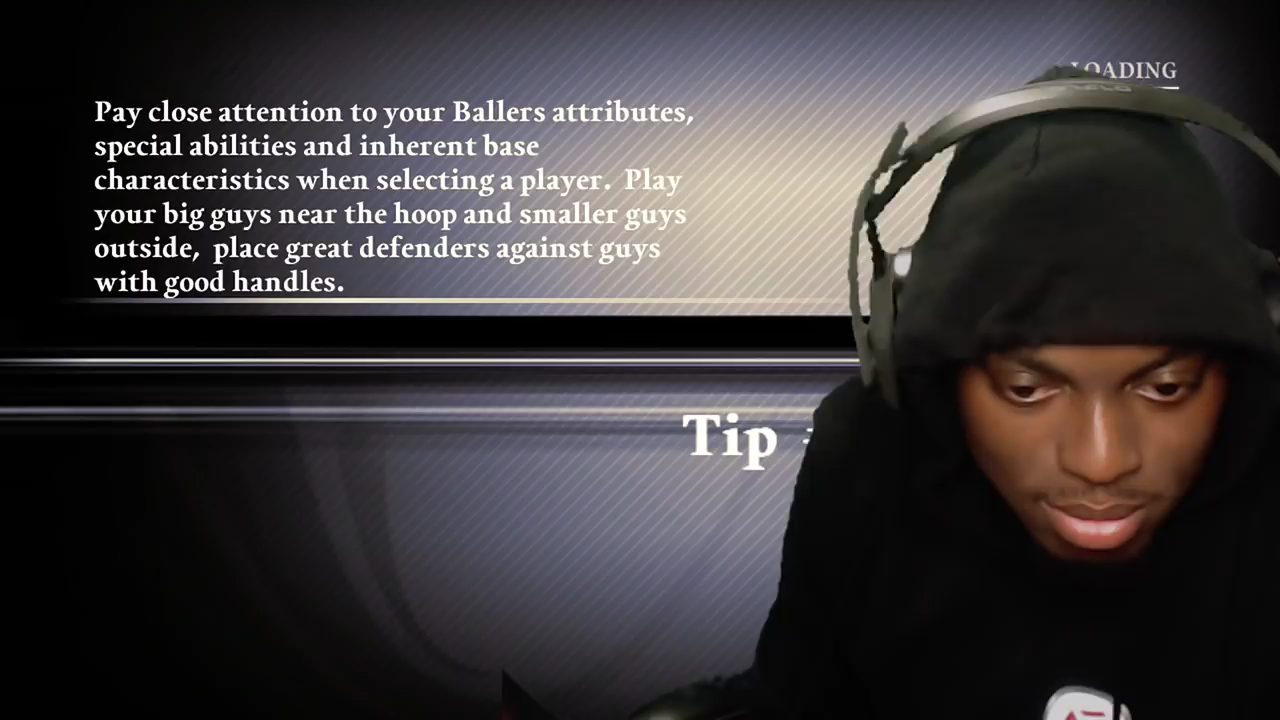 LOADING
Pay close attention to your Ballers attributes,
special abilities and inherent base
characteristics when selecting a player.  Play
your big guys near the hoop and smaller guys
outside,  place great defenders against guys
with good handles.
Tip